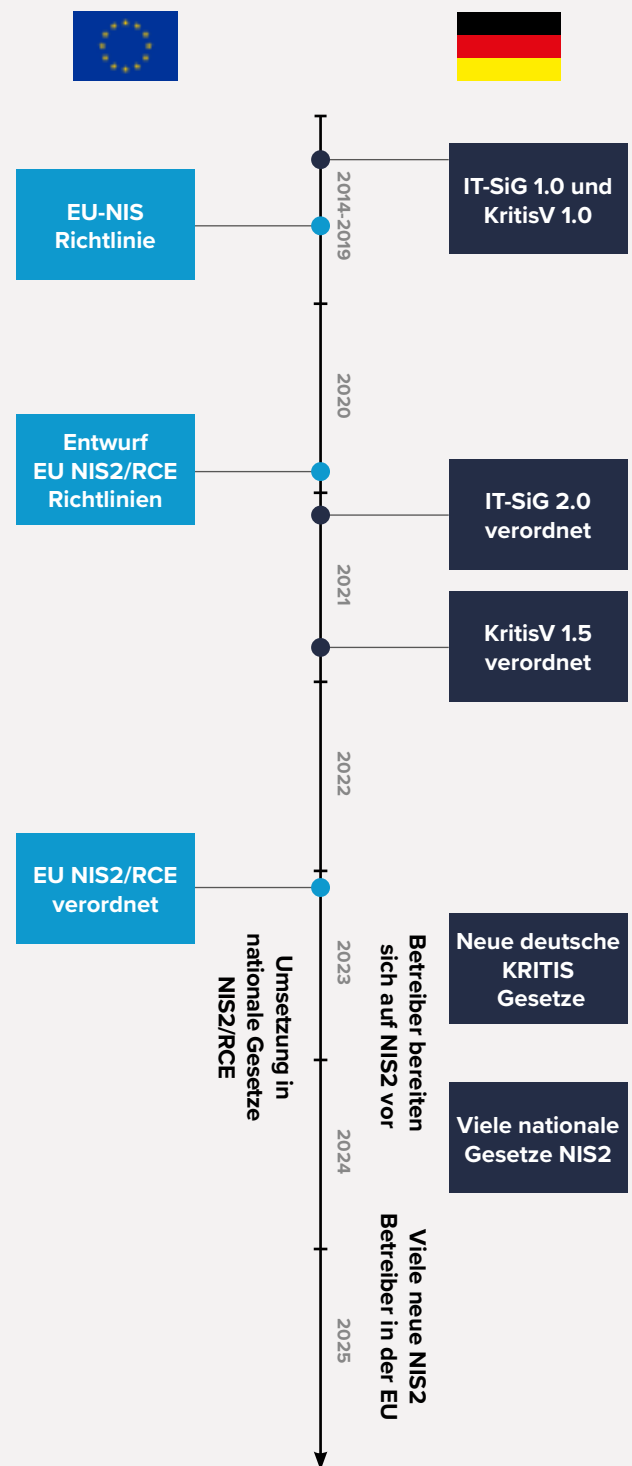 IT-SiG 1.0 und
KritisV 1.0
2014-2019
EU-NIS
Richtlinie
2020
Entwurf
EU NIS2/RCE
Richtlinien
IT-SiG 2.0
verordnet
2021
KritisV 1.5
verordnet
2022
EU NIS2/RCE
verordnet
2023
Neue deutsche
KRITIS
Gesetze
Betreiber bereiten
sich auf NIS2 vor
Umsetzung in
nationale Gesetze
NIS2/RCE
Viele nationale
Gesetze NIS2
2024
Viele neue NIS2
Betreiber in der EU
2025